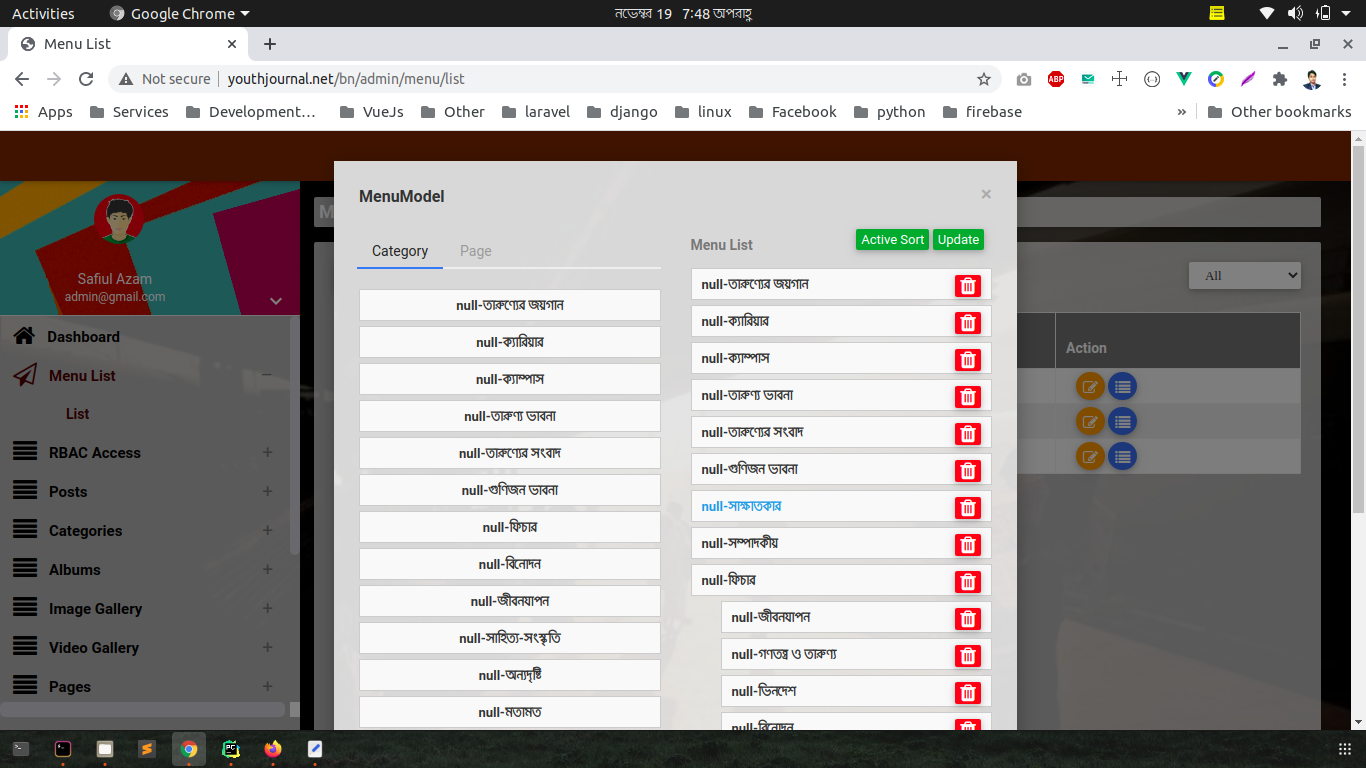 Activities
Google Chrome
নভেম্বর 19 7:48 অপরাহ্ণ
Menu List
Not secure
youthjournal.net/bn/admin/menu/list
ABP
Apps
Services
Development...
VueJs
Other
laravel
django
linux
Facebook
python
firebase
»
Other bookmarks
M
MenuModel
×
Safiul Azam
admin@gmail.com
Dashboard
Menu List
List
RBAC Access
Posts
Categories
Albums
Image Gallery
Video Gallery
Pages
Category
Page
null-তারুণ্যের জয়গান
null-ক্যারিয়ার
null-ক্যাম্পাস
null-তারুণ্য ভাবনা
null-তারুণ্যের সংবাদ
null-গুণিজন ভাবনা
null-ফিচার
null-বিনোদন
null-জীবনযাপন
null-সাহিত্য-সংস্কৃতি
null-অন্যদৃষ্টি
null-মতামত
Menu List
Active Sort
Update
null-তারুণ্যের জয়গান
null-ক্যারিয়ার
null-ক্যাম্পাস
null-তারুণ্য ভাবনা
null-তারুণ্যের সংবাদ
null-গুণিজন ভাবনা
null-সাক্ষাতকার
null-সম্পাদকীয়
null-ফিচার
null-জীবনযাপন
null-গণতন্ত্র ও তারুণ্য
null-ভিনদেশ
null-বিনোদন
All
Action